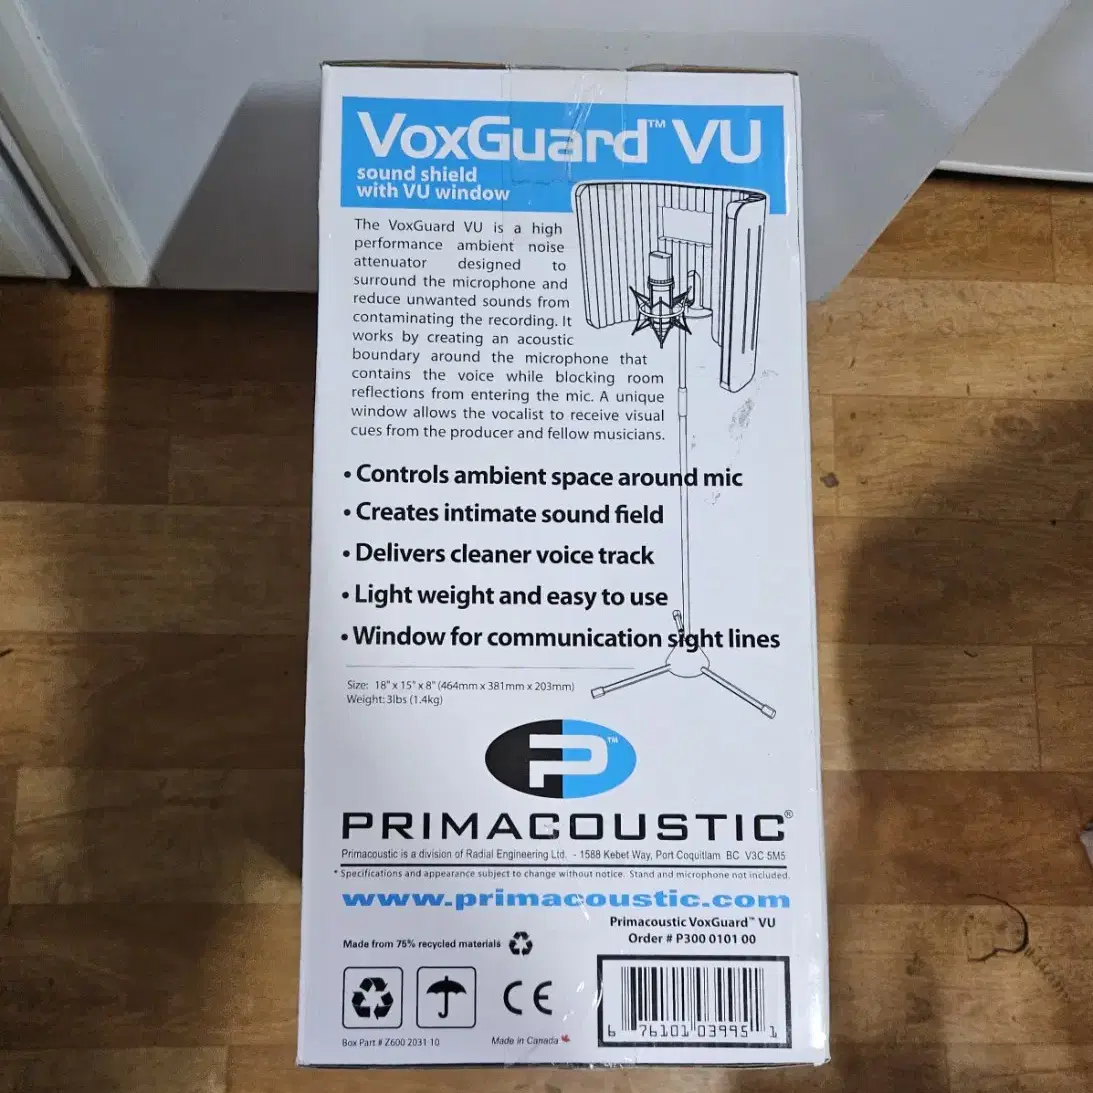 VoxGuard™ VU
sound shield
with VU window
The VoxGuard VU is a high
performance ambient noise
attenuator designed to
surround the microphone and
reduce unwanted sounds from
contaminating the recording. It
works by creating an acoustic
boundary around the microphone that
contains the voice while blocking room
reflections from entering the mic. A unique
window allows the vocalist to receive visual
cues from the producer and fellow musicians.
• Controls ambient space around mic
• Creates intimate sound field
• Delivers cleaner voice track
• Light weight and easy to use
• Window for communication sight lines
Size: 18" x 15" x 8" (464mm x 381mm x 203mm)
Weight: 3lbs (1.4kg)
P™
PRIMACOUSTIC®
Primacoustic is a division of Radial Engineering Ltd. - 1588 Kebet Way, Port Coquitlam BC V3C 5M5
* Specifications and appearance subject to change without notice. Stand and microphone not included.
www.primacoustic.com
Primacoustic VoxGuard™ VU
Order # P300 0101 00
Made from 75% recycled materials
CE
6 76101 03995 1
Box Part # Z600 2031 10
Made in Canada